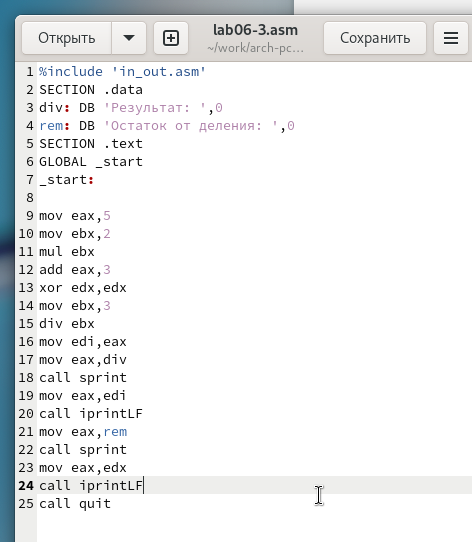 Открыть lab06-3.asm Сохранить
~/work/arch-pc…
1 %include 'in_out.asm'
2 SECTION .data
3 div: DB 'Результат: ',0
4 rem: DB 'Остаток от деления: ',0
5 SECTION .text
6 GLOBAL _start
7 _start:
8
9 mov eax,5
10 mov ebx,2
11 mul ebx
12 add eax,3
13 xor edx,edx
14 mov ebx,3
15 div ebx
16 mov edi,eax
17 mov eax,div
18 call sprint
19 mov eax,edi
20 call iprintLF
21 mov eax,rem
22 call sprint
23 mov eax,edx
24 call iprintLF
25 call quit